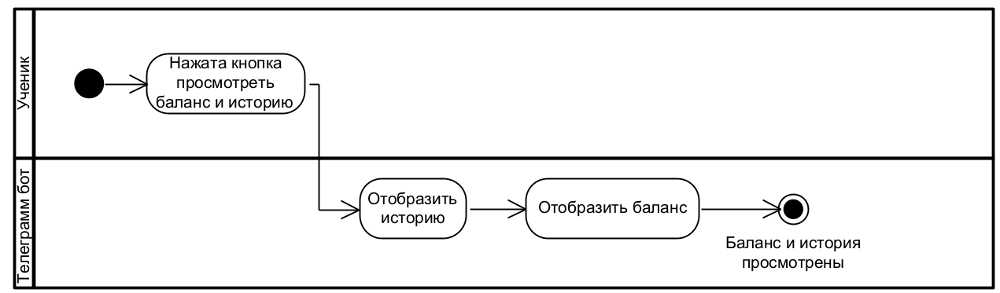 Ученик
Нажата кнопка
просмотреть
баланс и историю
Телеграмм бот
Отобразить
историю
Отобразить баланс
Баланс и история
просмотрены